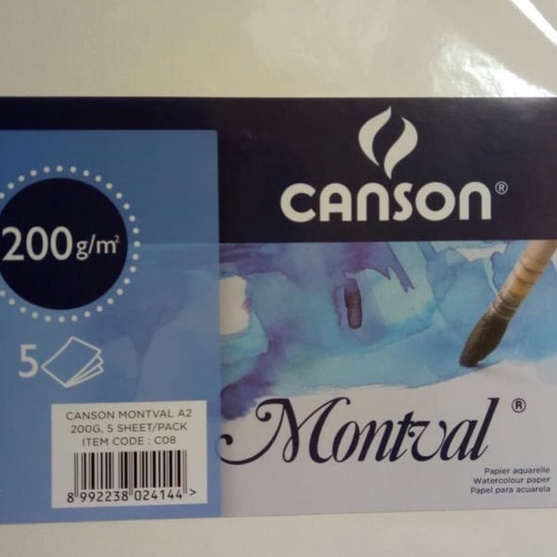 CANSON®
200g/m²
5
CANSON MONTVAL A2
200G, 5 SHEET/PACK
ITEM CODE : C08
8 992238 024144 >
Montval ®
Papier aquarelle
Watercolour paper
Papel para acuarela